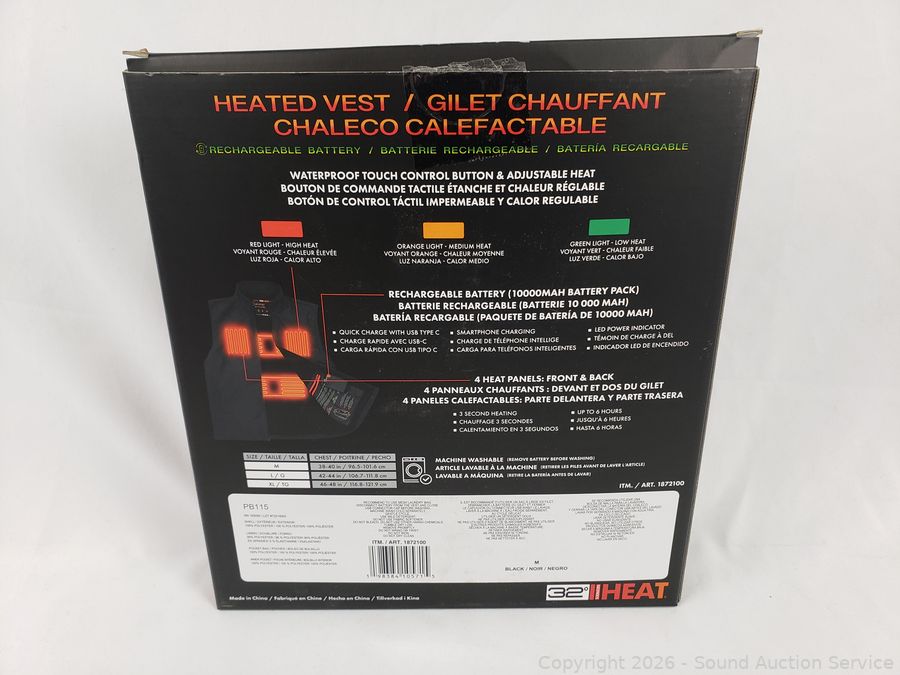 HEATED VEST / GILET CHAUFFANT
CHALECO CALEFACTABLE
RECHARGEABLE BATTERY / BATTERIE RECHARGEABLE / BATERÍA RECARGABLE
WATERPROOF TOUCH CONTROL BUTTON & ADJUSTABLE HEAT
BOUTON DE COMMANDE TACTILE ÉTANCHE ET CHALEUR RÉGLABLE
BOTÓN DE CONTROL TÁCTIL IMPERMEABLE Y CALOR REGULABLE
RED LIGHT - HIGH HEAT
VOYANT ROUGE - CHALEUR ÉLEVÉE
LUZ ROJA - CALOR ALTO
ORANGE LIGHT - MEDIUM HEAT
VOYANT ORANGE - CHALEUR MOYENNE
LUZ NARANJA - CALOR MEDIO
GREEN LIGHT - LOW HEAT
VOYANT VERT - CHALEUR FAIBLE
LUZ VERDE - CALOR BAJO
RECHARGEABLE BATTERY (10000MAH BATTERY PACK)
BATTERIE RECHARGEABLE (BATTERIE 10 000 MAH)
BATERÍA RECARGABLE (PAQUETE DE BATERÍA DE 10000 MAH)
QUICK CHARGE WITH USB TYPE C
CHARGE RAPIDE AVEC USB-C
CARGA RÁPIDA CON USB TIPO C
SMARTPHONE CHARGING
CHARGE DE TÉLÉPHONE INTELLIGE
CARGA PARA TELÉFONOS INTELIGENTES
LED POWER INDICATOR
TÉMOIN DE CHARGE À DEL
INDICADOR LED DE ENCENDIDO
4 HEAT PANELS: FRONT & BACK
4 PANNEAUX CHAUFFANTS : DEVANT ET DOS DU GILET
4 PANELES CALEFACTABLES: PARTE DELANTERA Y PARTE TRASERA
3 SECOND HEATING
CHAUFFAGE 3 SECONDES
CALENTAMIENTO EN 3 SEGUNDOS
UP TO 6 HOURS
JUSQU'À 6 HEURES
HASTA 6 HORAS
SIZE / TAILLE / TALLA CHEST / POITRINE / PECHO
M 38-40 in / 96.5-101.6 cm
L / G 42-44 in / 106.7-111.8 cm
XL / TG 46-48 in / 116.8-121.9 cm
MACHINE WASHABLE (REMOVE BATTERY BEFORE WASHING)
ARTICLE LAVABLE À LA MACHINE (RETIRER LES PILES AVANT DE LAVER L'ARTICLE)
LAVABLE A MÁQUINA (RETIRE LA BATERÍA ANTES DE LAVAR)
ITM. / ART. 1872100
PB115
ITM. / ART. 1872100
1 98384 10571 5
M
BLACK / NOIR / NEGRO
Made in China / Fabriqué en Chine / Hecho en China / Tillverkad i Kina
32° HEAT
Copyright 2026 - Sound Auction Service